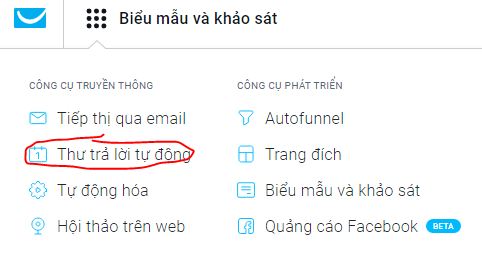 Biểu mẫu và khảo sát
CÔNG CỤ TRUYỀN THÔNG
Tiếp thị qua email
1 Thư trả lời tự động
Tự động hóa
Hội thảo trên web
CÔNG CỤ PHÁT TRIỂN
Autofunnel
Trang đích
Biểu mẫu và khảo sát
Quảng cáo Facebook BETA